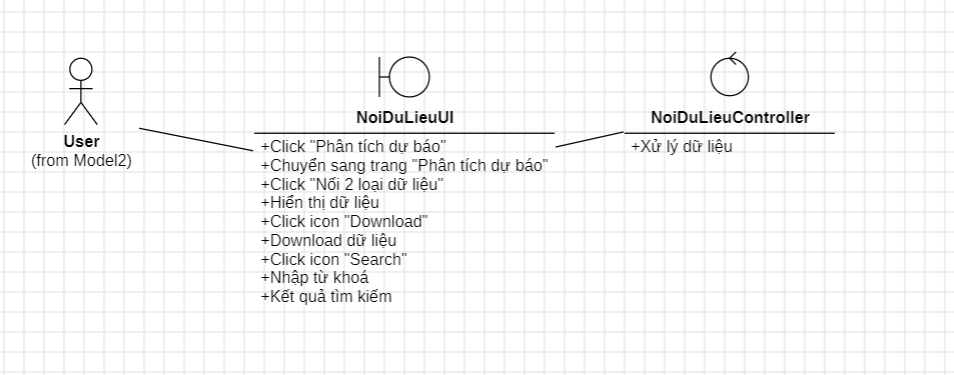 NoiDuLieuUI
NoiDuLieuController
User
(from Model2)
+Click "Phân tích dự báo"
+Chuyển sang trang "Phân tích dự báo"
+Click "Nối 2 loại dữ liệu"
+Hiển thị dữ liệu
+Click icon "Download"
+Download dữ liệu
+Click icon "Search"
+Nhập từ khoá
+Kết quả tìm kiếm
+Xử lý dữ liệu